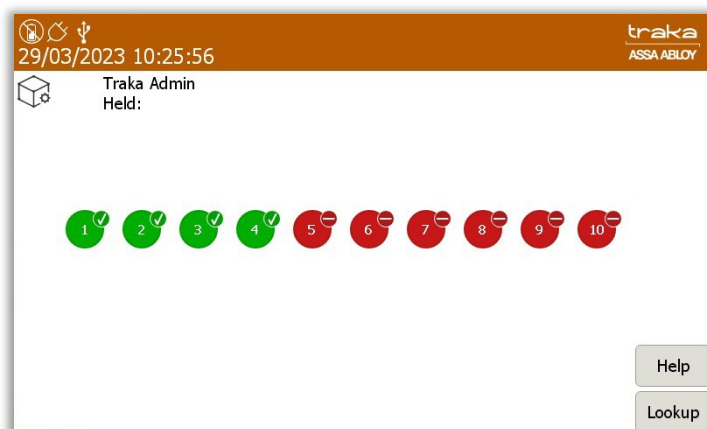 traka
29/03/2023 10:25:56
ASSA ABLOY
Traka Admin
Held:
1 2 3 4 5 6 7 8 9 10
Help
Lookup